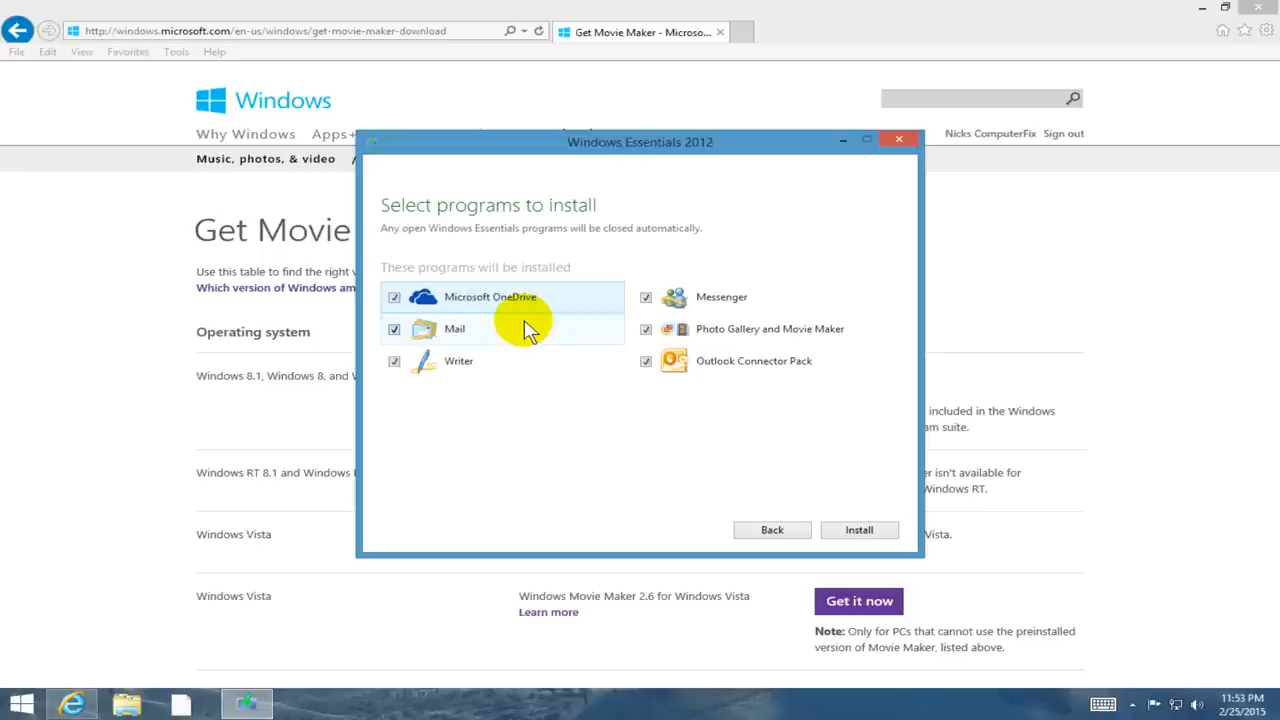 http://windows.microsoft.com/en-us/windows/get-movie-maker-download
Get Movie Maker - Microso...
File Edit View Favorites Tools Help
Windows
Why Windows Apps+
Nicks ComputerFix Sign out
Music, photos, & video
Windows Essentials 2012
Select programs to install
Any open Windows Essentials programs will be closed automatically.
These programs will be installed
Microsoft OneDrive
Messenger
Mail
Photo Gallery and Movie Maker
Writer
Outlook Connector Pack
Back
Install
Get Movie
Use this table to find the right
Which version of Windows am
Operating system
Windows 8.1, Windows 8, and
included in the Windows
am suite.
Windows RT 8.1 and Windows
er isn't available for
Windows RT.
Windows Vista
Vista.
Windows Vista
Windows Movie Maker 2.6 for Windows Vista
Learn more
Get it now
Note: Only for PCs that cannot use the preinstalled
version of Movie Maker, listed above.
11:53 PM
2/25/2015